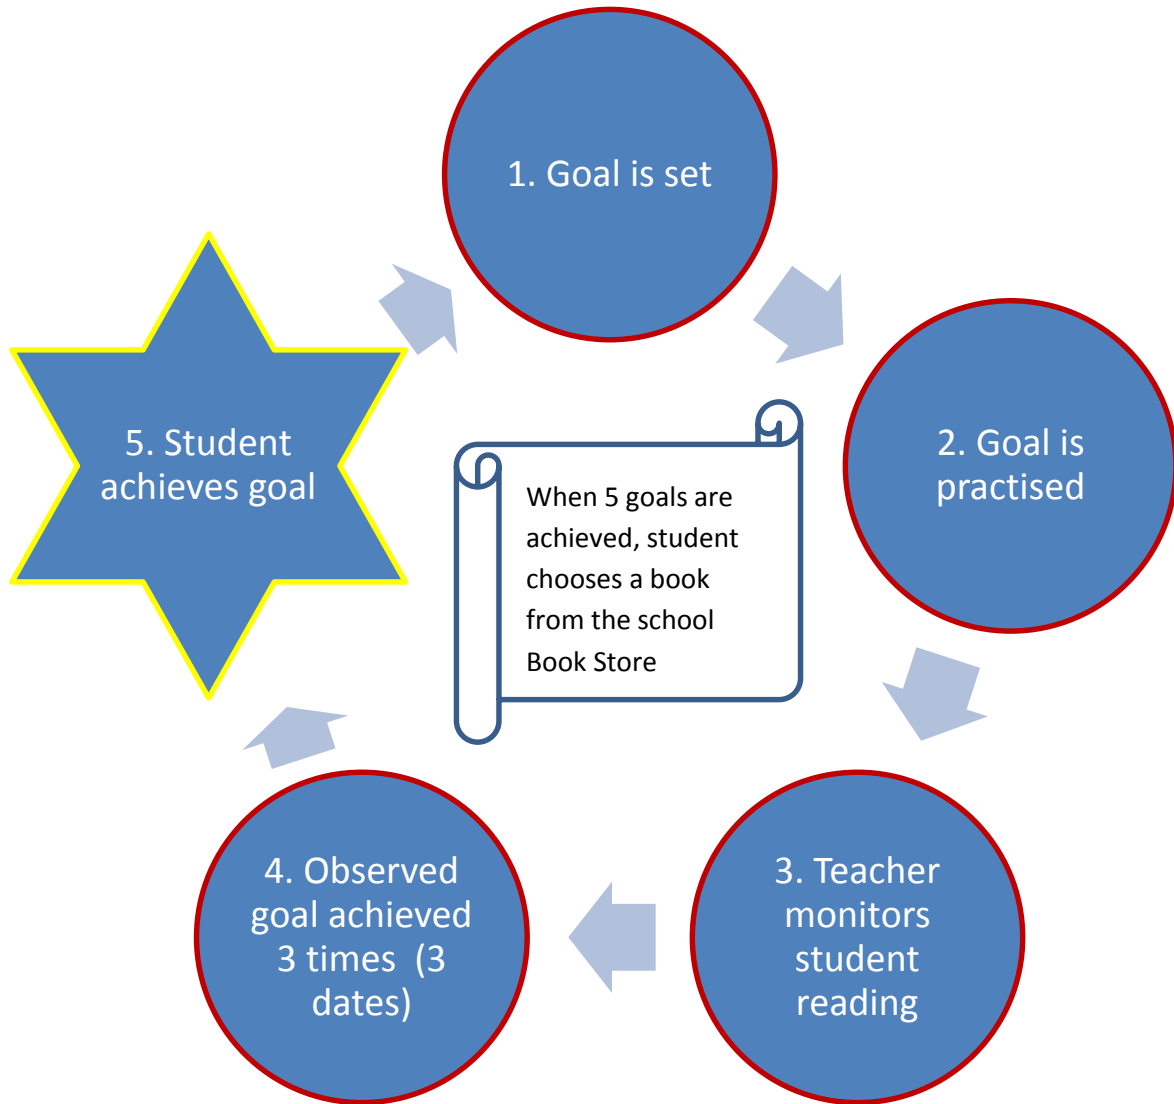 1. Goal is set
2. Goal is
practised
3. Teacher
monitors
student
reading
4. Observed
goal achieved
3 times  (3
dates)
5. Student
achieves goal
When 5 goals are
achieved, student
chooses a book
from the school
Book Store